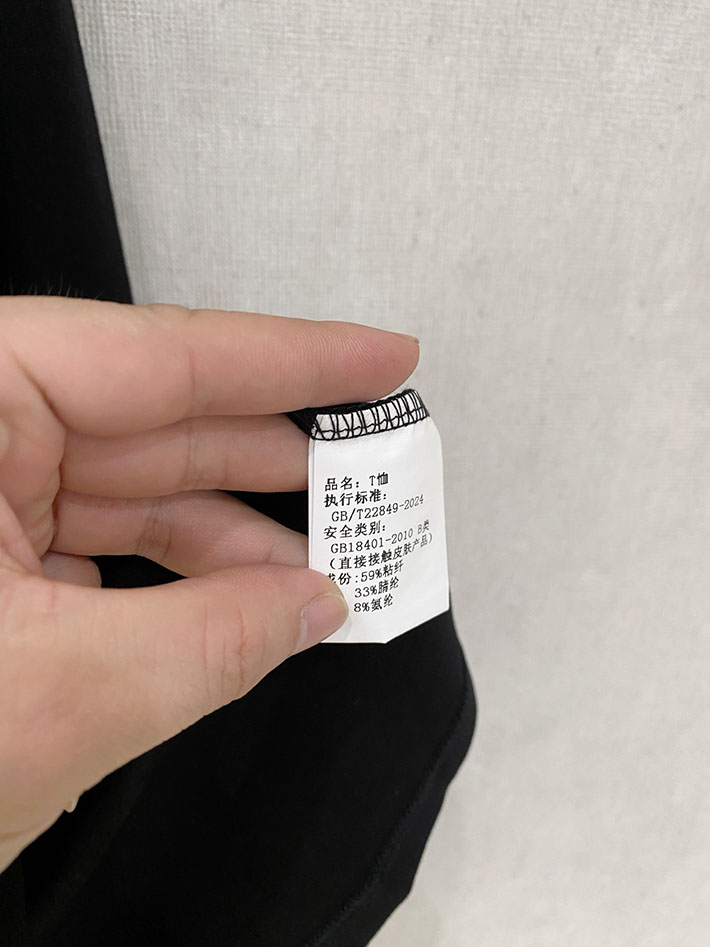 品名：T恤
执行标准：
GB/T22849-2024
安全类别：
GB18401-2010 B类
（直接接触皮肤产品）
成份:59%粘纤
33%腈纶
8%氨纶